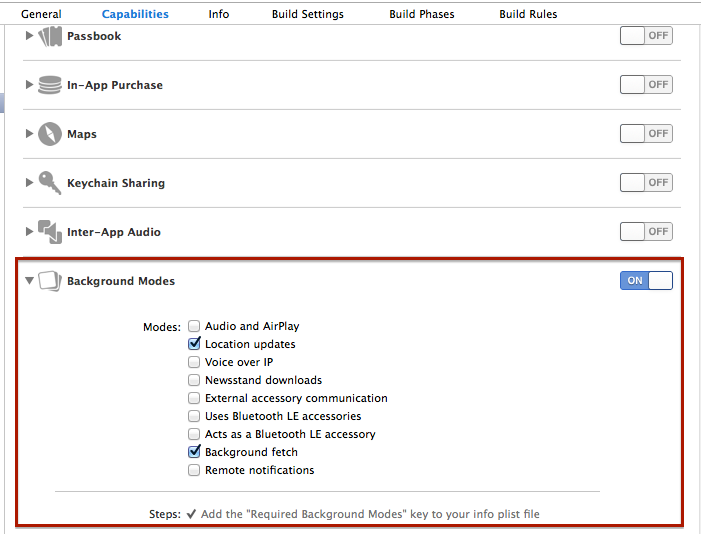 General Capabilities Info Build Settings Build Phases Build Rules
Passbook OFF
In-App Purchase OFF
Maps OFF
Keychain Sharing OFF
Inter-App Audio OFF
Background Modes ON
Modes: Audio and AirPlay
Location updates
Voice over IP
Newsstand downloads
External accessory communication
Uses Bluetooth LE accessories
Acts as a Bluetooth LE accessory
Background fetch
Remote notifications
Steps: ✔ Add the "Required Background Modes" key to your info plist file